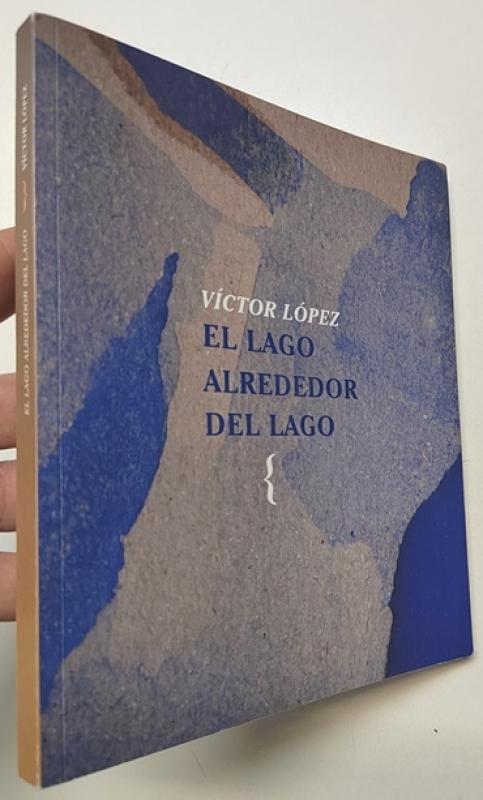 VÍCTOR LÓPEZ
EL LAGO
ALREDEDOR
DEL LAGO
{
EL LAGO ALREDEDOR DEL LAGO
VÍCTOR LÓPEZ